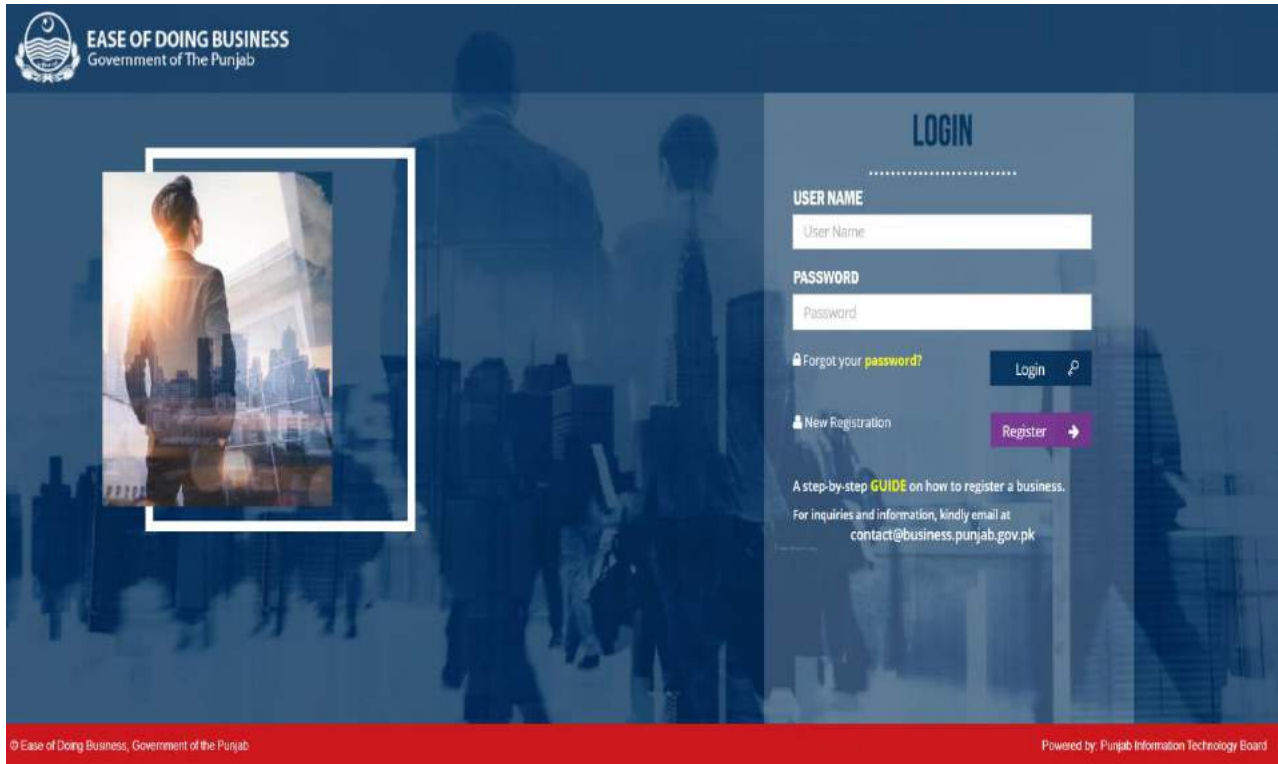 EASE OF DOING BUSINESS
Government of The Punjab
LOGIN
USER NAME
User Name
PASSWORD
Password
Forgot your password?
Login
New Registration
Register
A step-by-step GUIDE on how to register a business.
For inquiries and information, kindly email at
contact@business.punjab.gov.pk
© Ease of Doing Business, Government of the Punjab
Powered by: Punjab Information Technology Board